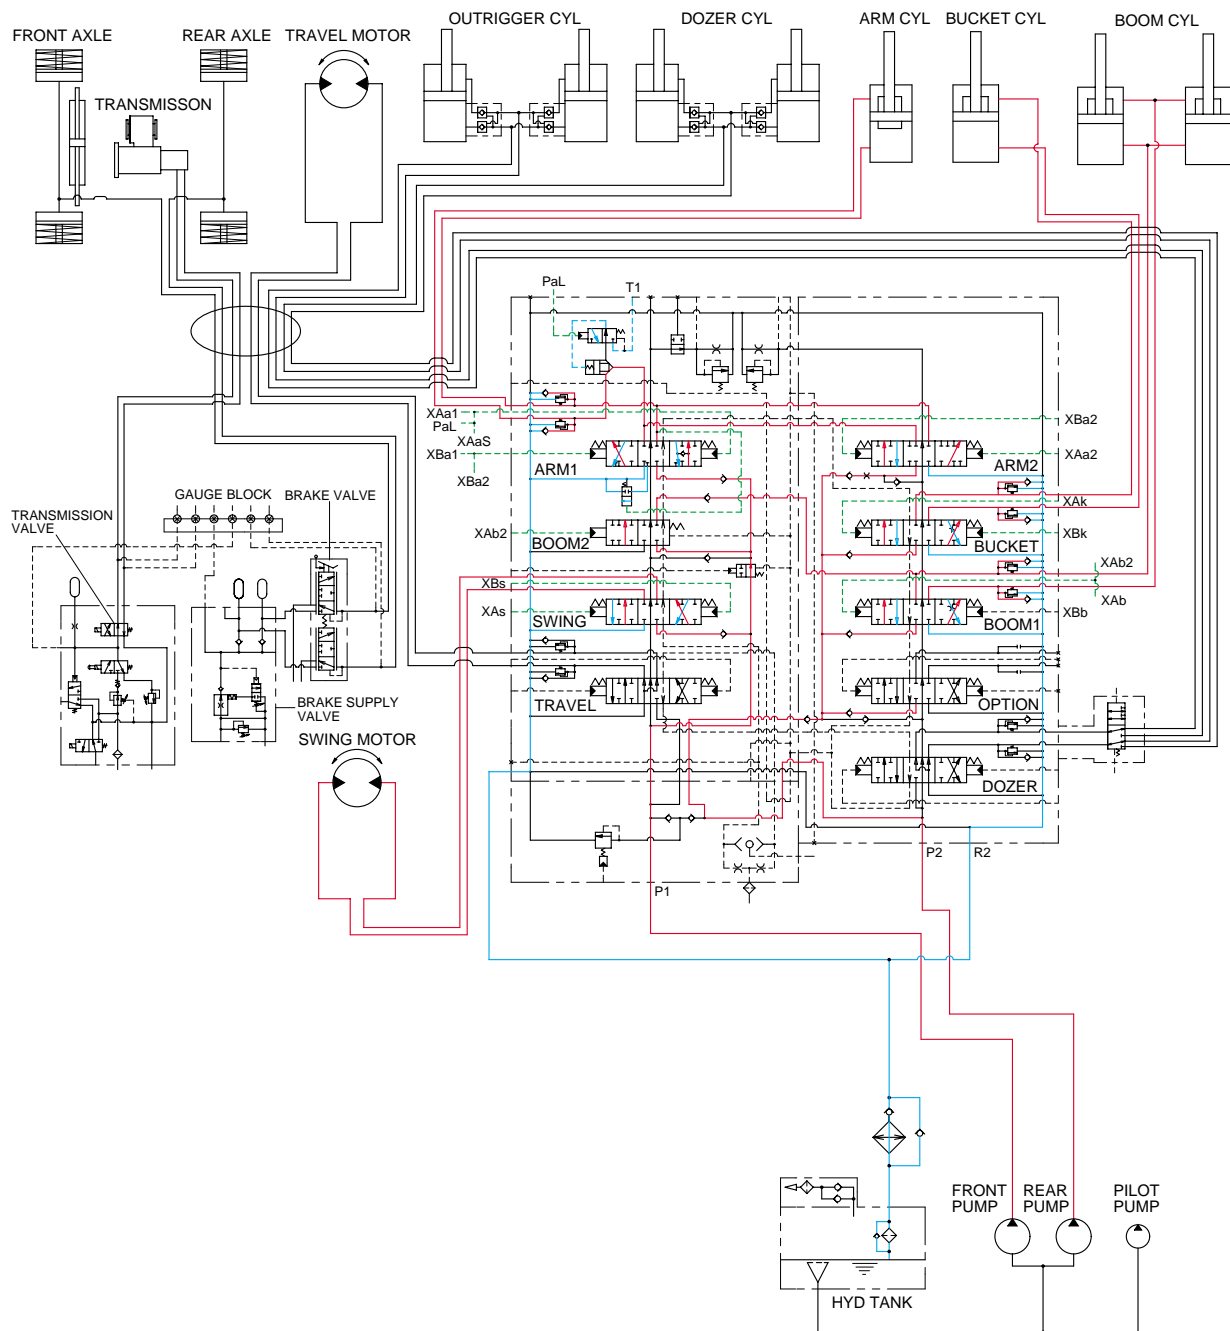 OUTRIGGER CYL
DOZER CYL
ARM CYL
BUCKET CYL
BOOM CYL
FRONT AXLE
REAR AXLE
TRAVEL MOTOR
TRANSMISSON
PaL
T1
XAa1
PaL
XAaS
XBa1
XBa2
ARM1
XBa2
XAa2
ARM2
XAk
XAb2
BOOM2
XBk
BUCKET
XAb2
XAb
XBs
XAs
SWING
XBb
BOOM1
TRAVEL
OPTION
DOZER
GAUGE BLOCK
BRAKE VALVE
TRANSMISSION
VALVE
BRAKE SUPPLY
VALVE
SWING MOTOR
P2
R2
P1
FRONT
PUMP
REAR
PUMP
PILOT
PUMP
HYD TANK